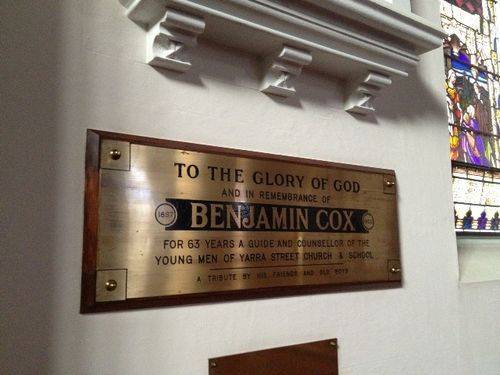 TO THE GLORY OF GOD
AND IN REMEMBRANCE OF
BENJAMIN COX
FOR 63 YEARS A GUIDE AND COUNSELLOR OF THE
YOUNG MEN OF YARRA STREET CHURCH & SCHOOL
A TRIBUTE BY HIS FRIENDS AND OLD BOYS